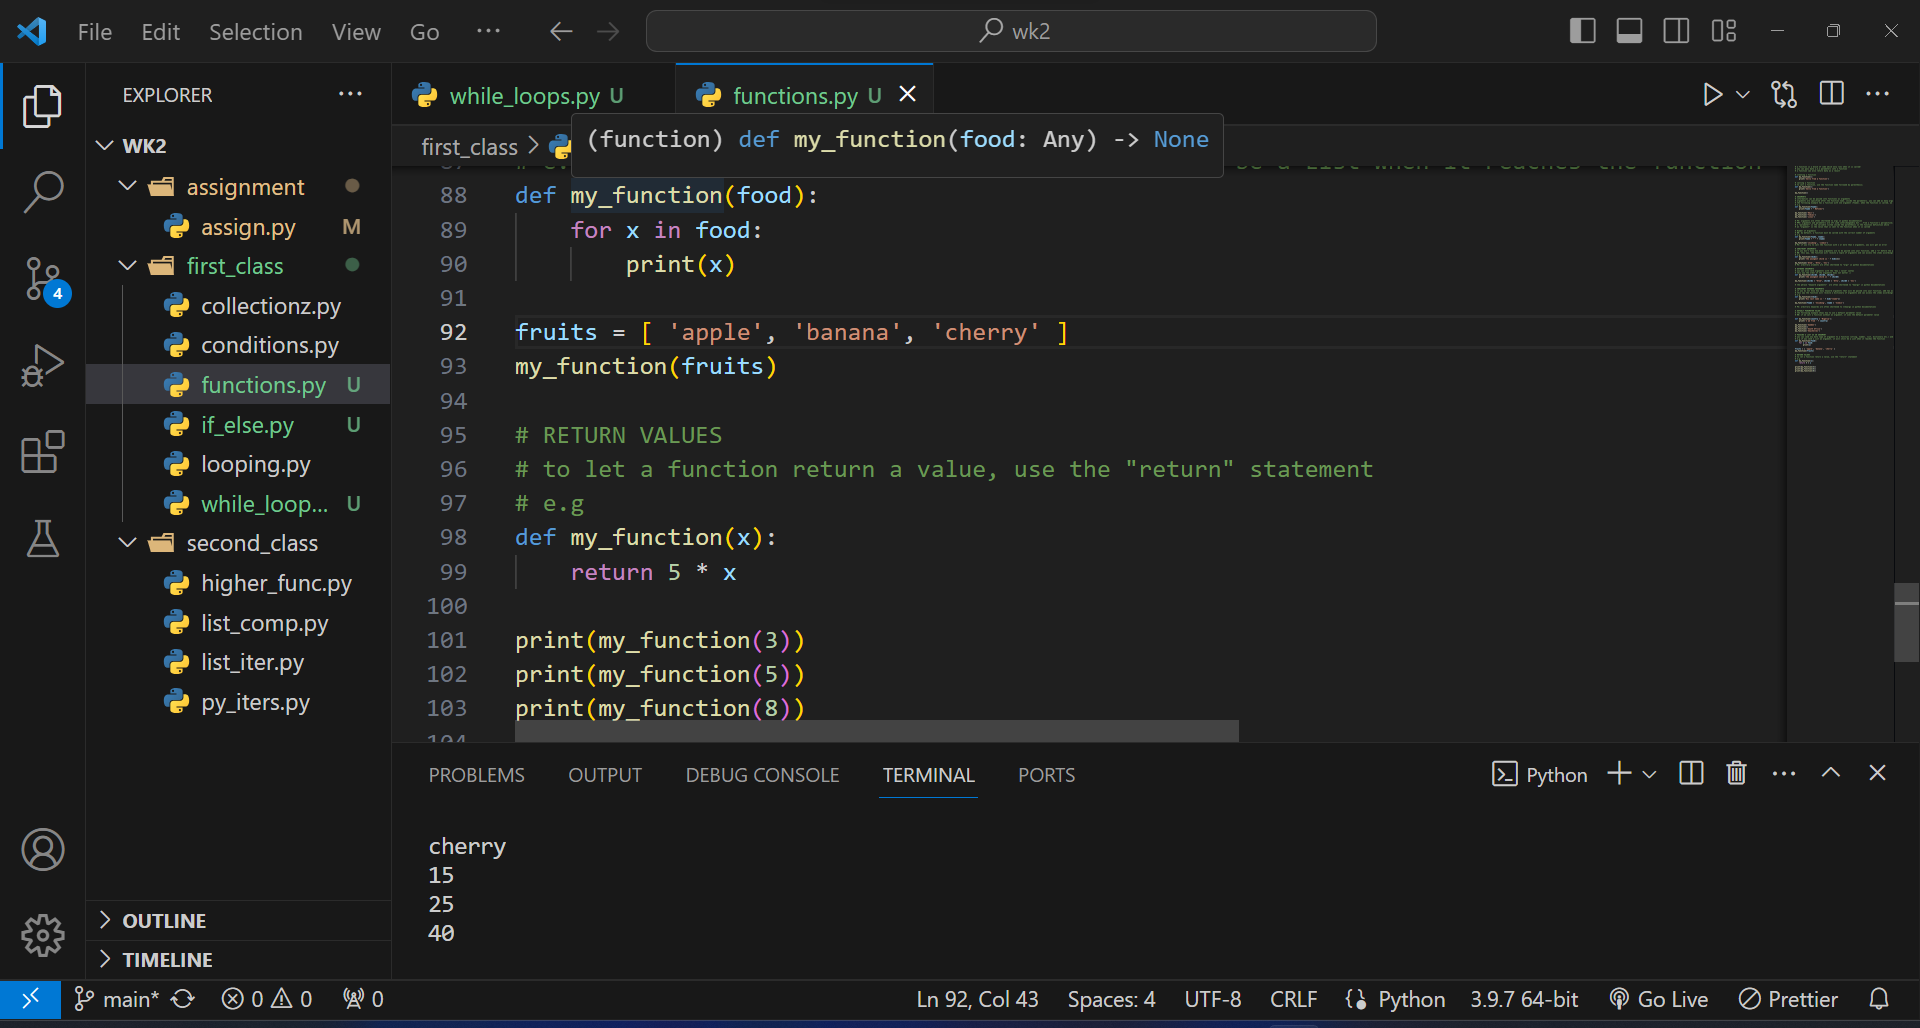 File Edit Selection View Go ··· wk2
EXPLORER ···
WK2
assignment
assign.py M
first_class
collectionz.py
conditions.py
functions.py U
if_else.py U
looping.py
while_loop... U
second_class
higher_func.py
list_comp.py
list_iter.py
py_iters.py
OUTLINE
TIMELINE
while_loops.py U functions.py U
first_class >
(function) def my_function(food: Any) -> None
88 def my_function(food):
89 for x in food:
90 print(x)
91
92 fruits = [ 'apple', 'banana', 'cherry' ]
93 my_function(fruits)
94
95 # RETURN VALUES
96 # to let a function return a value, use the "return" statement
97 # e.g
98 def my_function(x):
99 return 5 * x
100
101 print(my_function(3))
102 print(my_function(5))
103 print(my_function(8))
104
PROBLEMS OUTPUT DEBUG CONSOLE TERMINAL PORTS Python
cherry
15
25
40
4
main* 0 0 0 Ln 92, Col 43 Spaces: 4 UTF-8 CRLF Python 3.9.7 64-bit Go Live Prettier